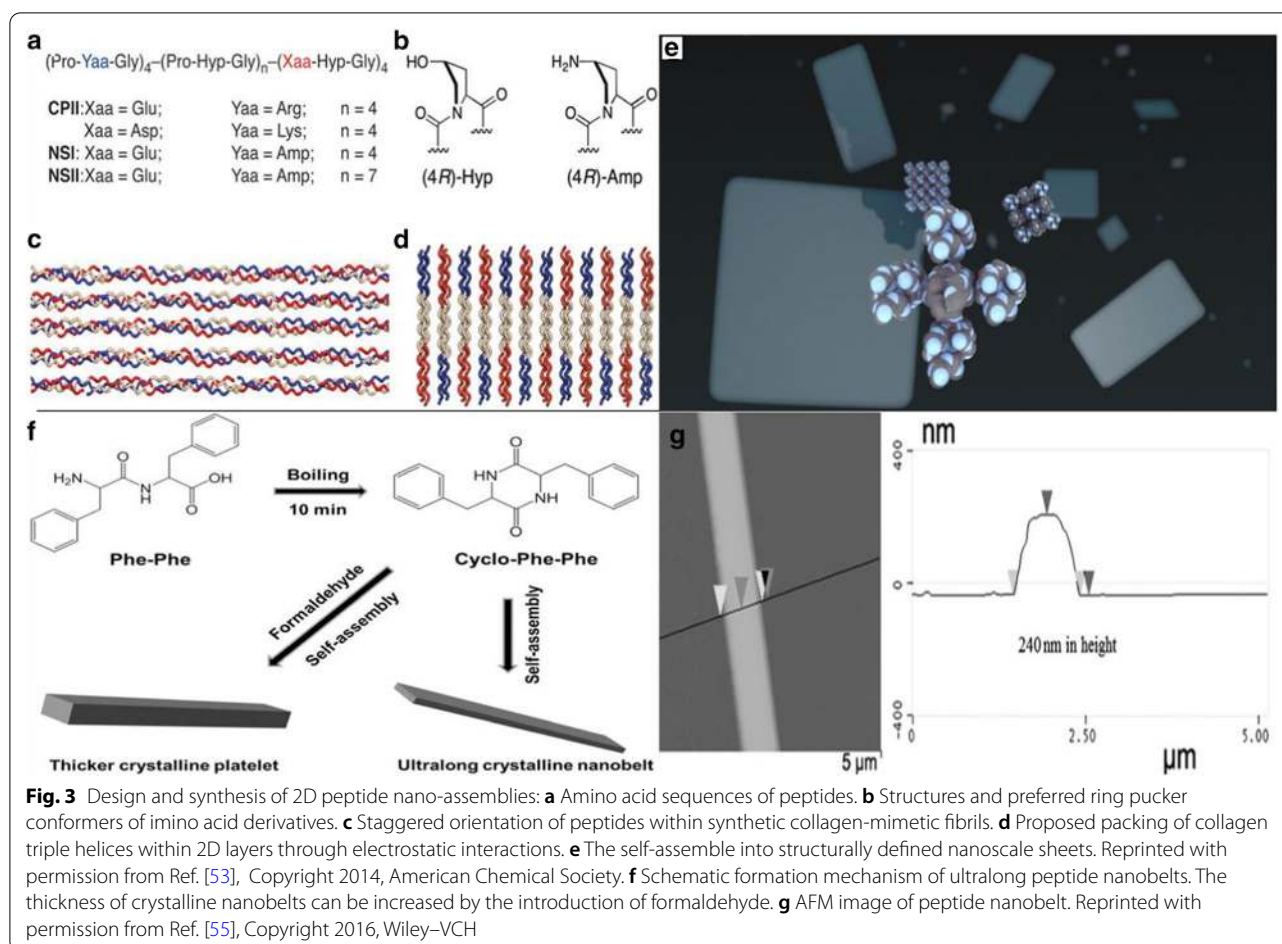 a
(Pro-Yaa-Gly)4–(Pro-Hyp-Gly)n–(Xaa-Hyp-Gly)4
CPII:Xaa = Glu; Yaa = Arg; n = 4
Xaa = Asp; Yaa = Lys; n = 4
NSI: Xaa = Glu; Yaa = Amp; n = 4
NSII:Xaa = Glu; Yaa = Amp; n = 7
b
HO
O
N
O
(4R)-Hyp
H2N
O
N
O
(4R)-Amp
c
d
e
f
H2N
O
N
H
O
OH
Phe-Phe
Boiling
10 min
O
HN
NH
O
Cyclo-Phe-Phe
Formaldehyde
Self-assembly
Self-assembly
Thicker crystalline platelet
Ultralong crystalline nanobelt
g
5 μm
nm
400
0
-400
240 nm in height
0 2.50 5.00
μm
Fig. 3 Design and synthesis of 2D peptide nano-assemblies: a Amino acid sequences of peptides. b Structures and preferred ring pucker
conformers of imino acid derivatives. c Staggered orientation of peptides within synthetic collagen-mimetic fibrils. d Proposed packing of collagen
triple helices within 2D layers through electrostatic interactions. e The self-assemble into structurally defined nanoscale sheets. Reprinted with
permission from Ref. [53], Copyright 2014, American Chemical Society. f Schematic formation mechanism of ultralong peptide nanobelts. The
thickness of crystalline nanobelts can be increased by the introduction of formaldehyde. g AFM image of peptide nanobelt. Reprinted with
permission from Ref. [55], Copyright 2016, Wiley–VCH